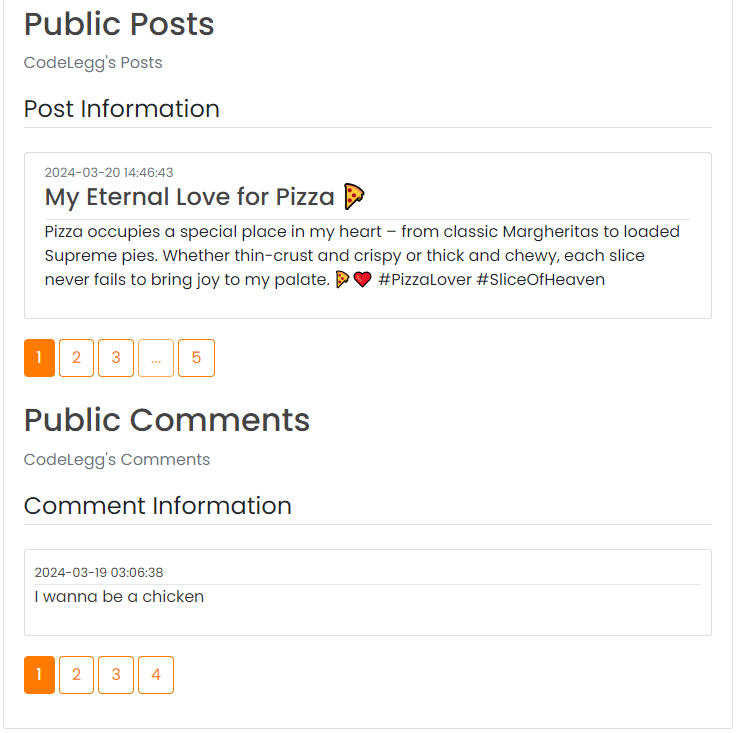 Public Posts
CodeLegg's Posts
Post Information
2024-03-20 14:46:43
My Eternal Love for Pizza 🍕
Pizza occupies a special place in my heart – from classic Margheritas to loaded
Supreme pies. Whether thin-crust and crispy or thick and chewy, each slice
never fails to bring joy to my palate. 🍕❤️ #PizzaLover #SliceOfHeaven
1 2 3 ... 5
Public Comments
CodeLegg's Comments
Comment Information
2024-03-19 03:06:38
I wanna be a chicken
1 2 3 4